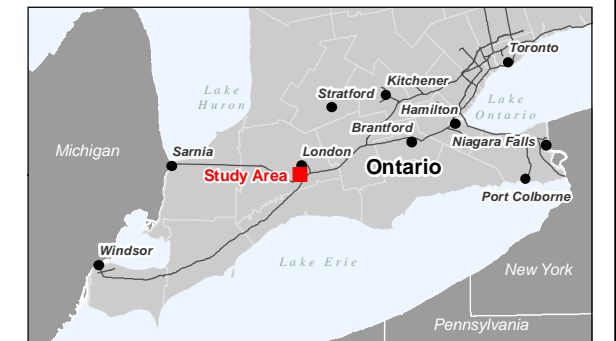 Toronto
Kitchener
Lake
Huron
Stratford
Hamilton
Lake
Ontario
Brantford
Niagara Falls
Michigan
Sarnia
London
Ontario
Study Area
Port Colborne
Windsor
Lake Erie
New York
Pennsylvania